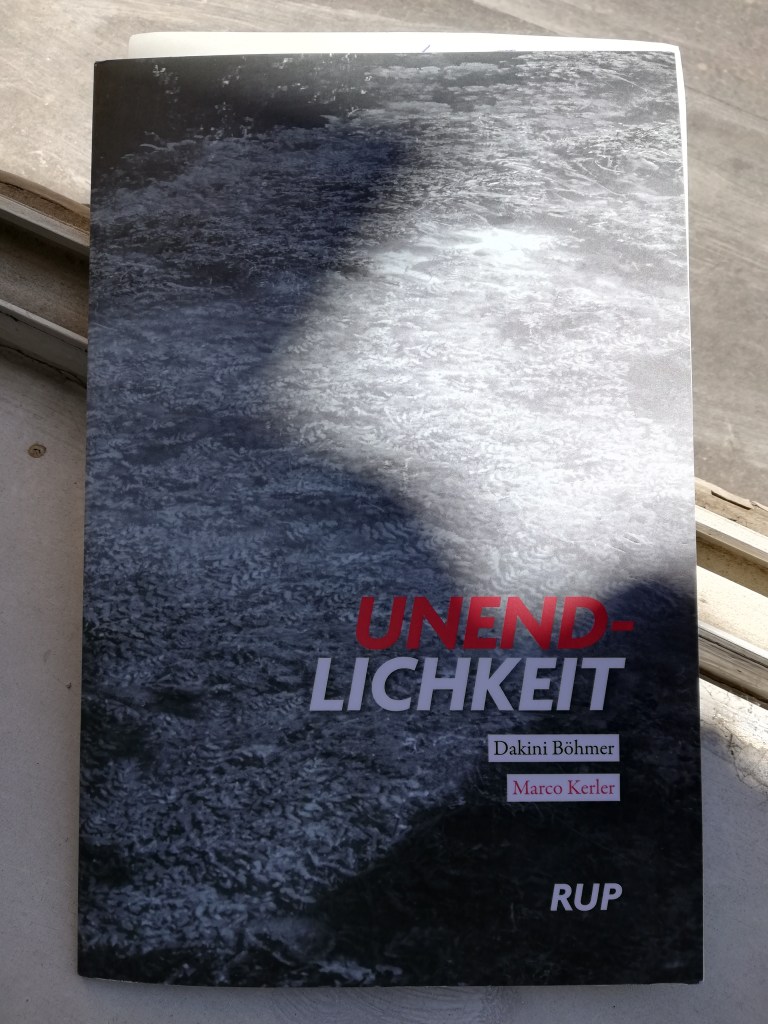 UNEND-
LICHKEIT
Dakini Böhmer
Marco Kerler
RUP